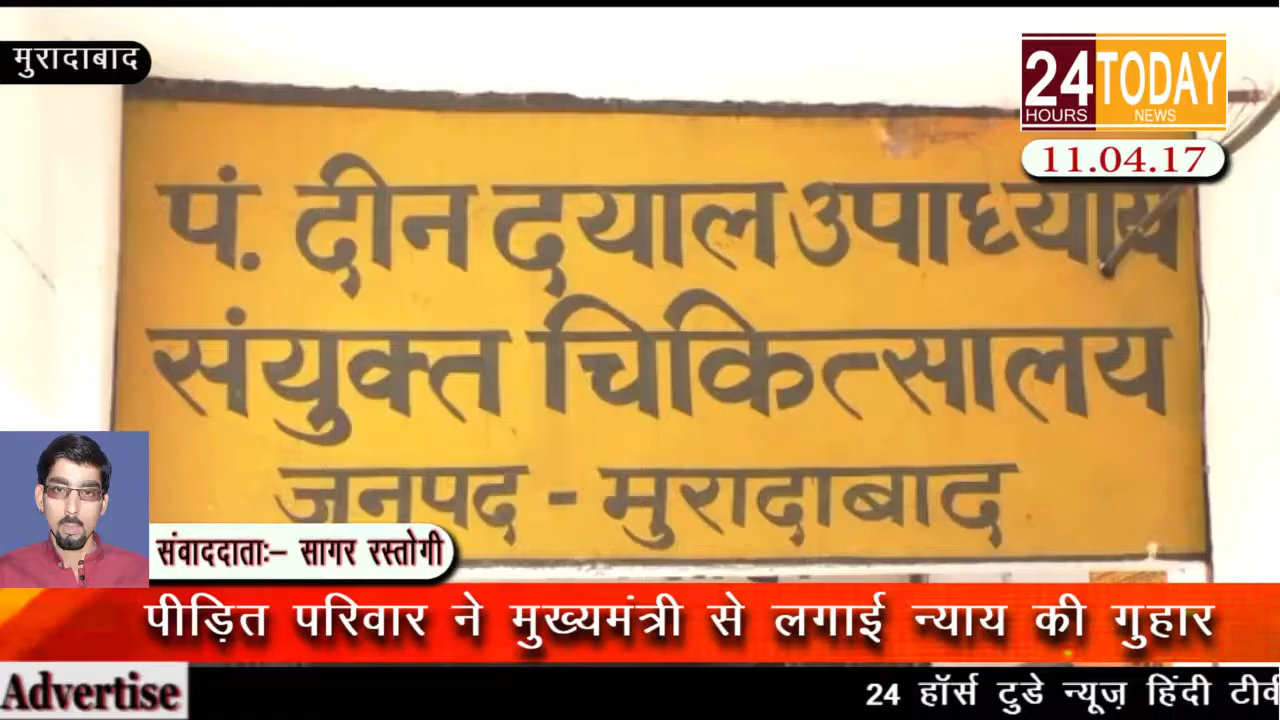 मुरादाबाद
24 TODAY
HOURS NEWS
11.04.17
पं. दीन दयाल उपाध्याय
संयुक्त चिकित्सालय
जनपद - मुरादाबाद
संवाददाताः– सागर रस्तोगी
पीड़ित परिवार ने मुख्यमंत्री से लगाई न्याय की गुहार
Advertise
24 हॉर्स टुडे न्यूज़ हिंदी टीवी